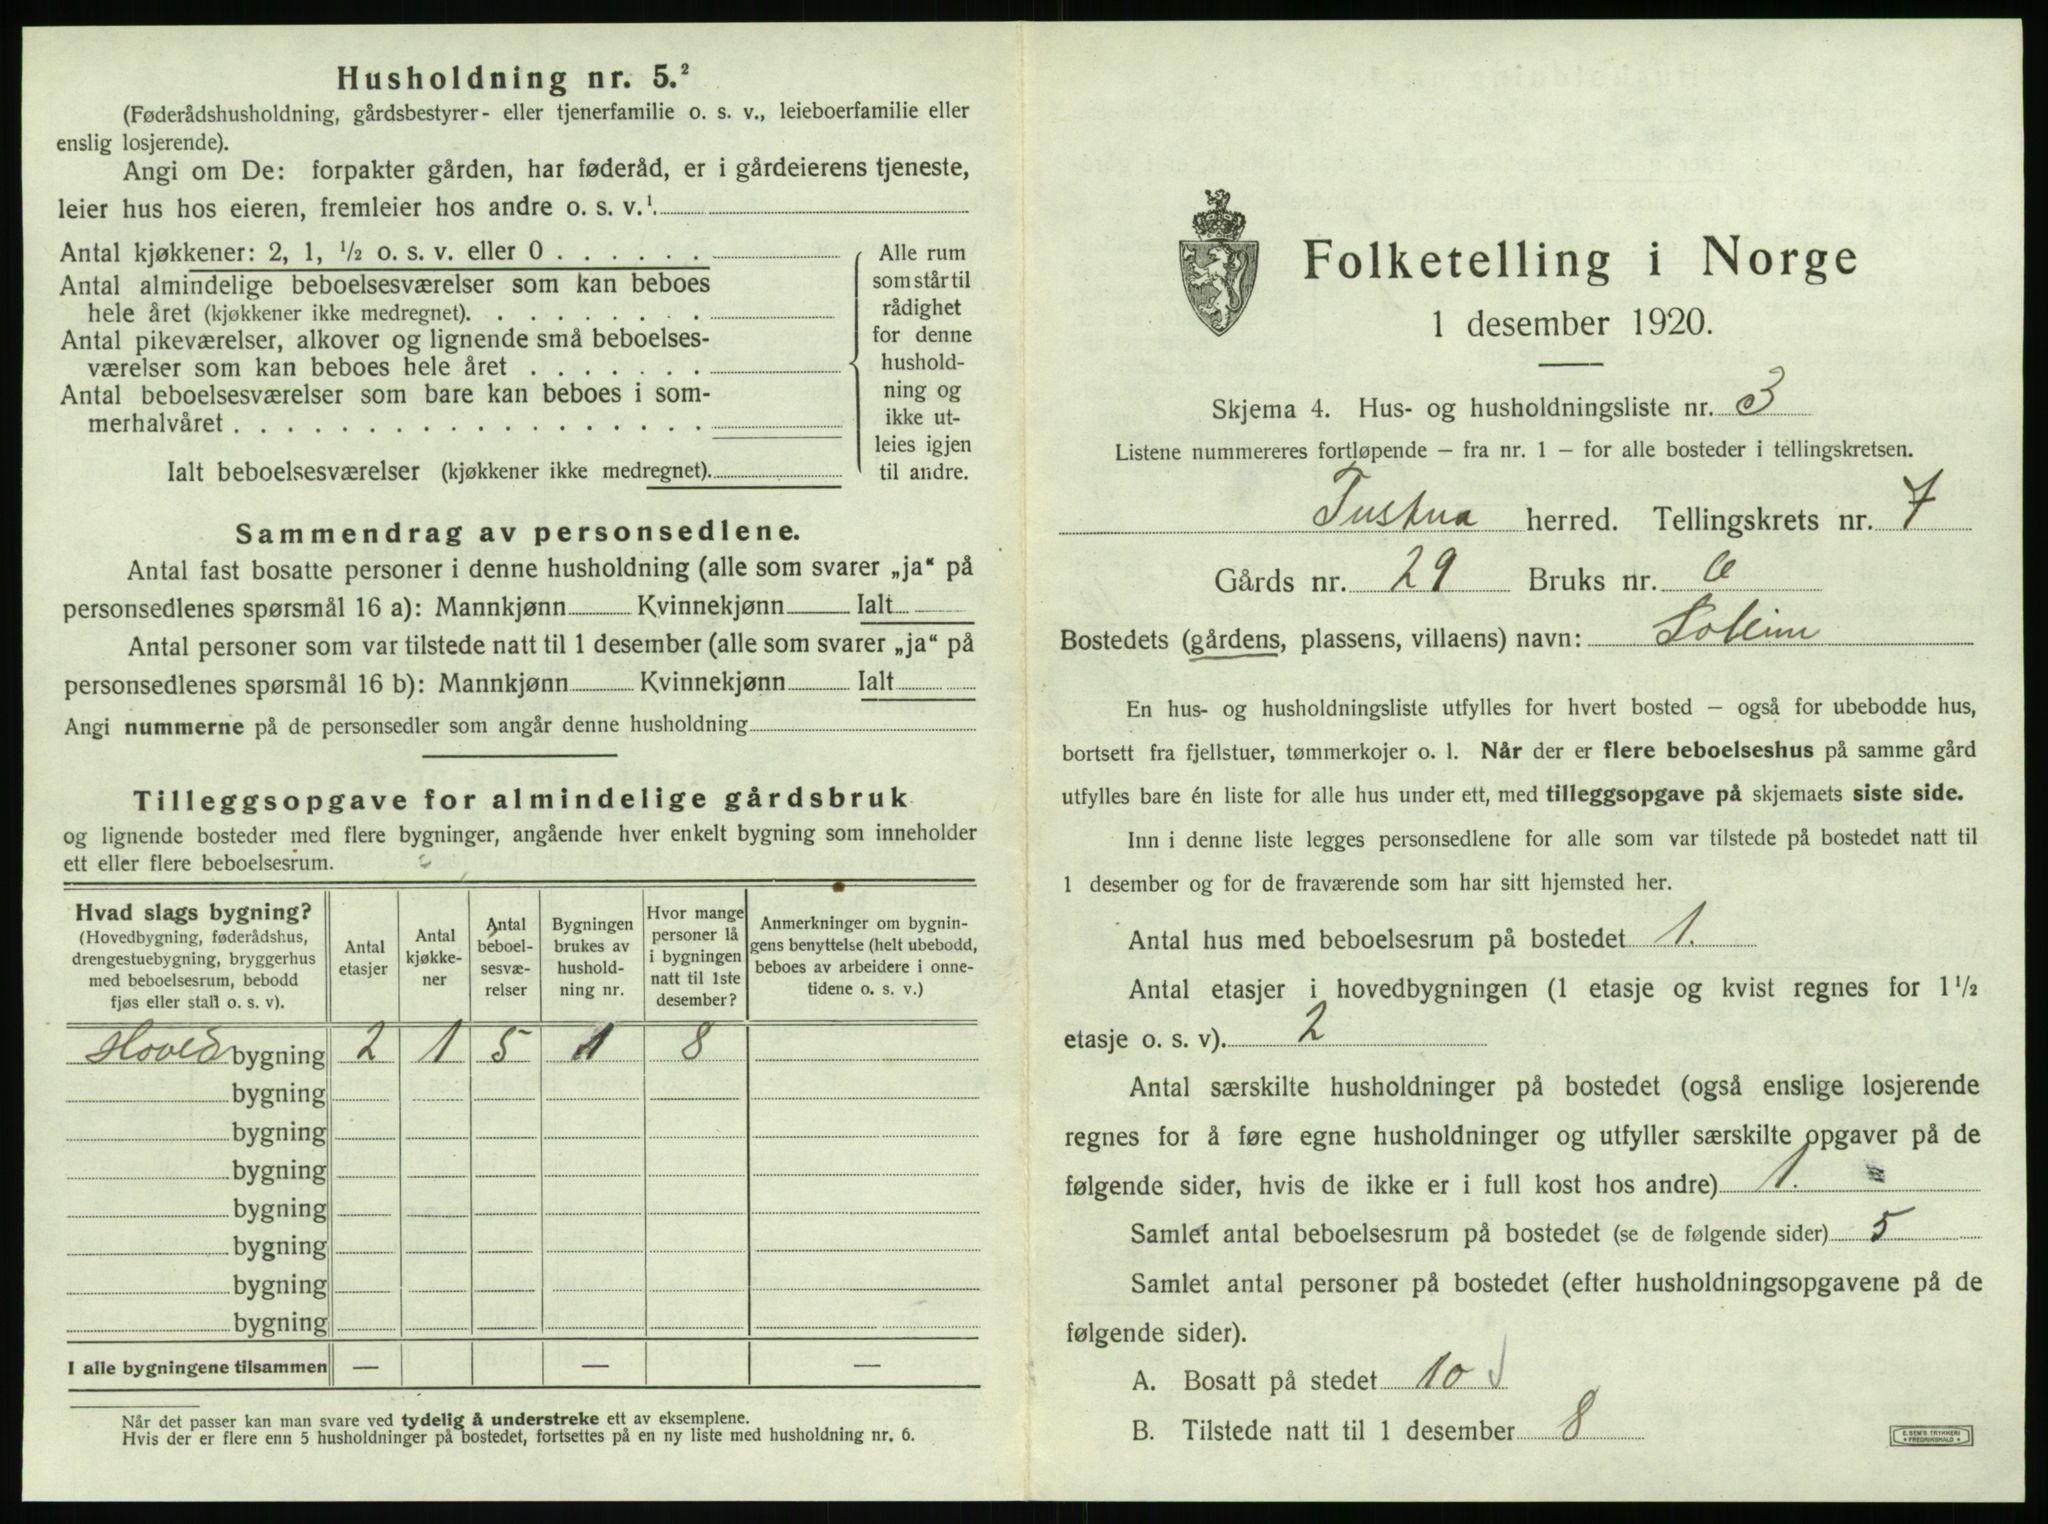 Husholdning nr. 5.²
(Føderådshusholdning, gårdsbestyrer- eller tjenerfamilie o. s. v., leieboerfamilie eller
enslig losjerende).
Angi om De: forpakter gården, har føderåd, er i gårdeierens tjeneste,
leier hus hos eieren, fremleier hos andre o. s. v.¹
Antal kjøkkener: 2, 1, ½ o. s. v. eller 0 . . . . . .
Antal almindelige beboelsesværelser som kan beboes
hele året (kjøkkener ikke medregnet). . . . . . . .
Antal pikeværelser, alkover og lignende små beboelses-
værelser som kan beboes hele året . . . . . . .
Antal beboelsesværelser som bare kan beboes i som-
merhalvåret . . . . . . . . . . . . . . . . . .
Ialt beboelsesværelser (kjøkkener ikke medregnet).
Alle rum
som står til
rådighet
for denne
hushold-
ning og
ikke ut-
leies igjen
til andre.
Sammendrag av personsedlene.
Antal fast bosatte personer i denne husholdning (alle som svarer „ja“ på
personsedlenes spørsmål 16 a): Mannkjønn Kvinnekjønn Ialt
Antal personer som var tilstede natt til 1 desember (alle som svarer „ja“ på
personsedlenes spørsmål 16 b): Mannkjønn Kvinnekjønn Ialt
Angi nummerne på de personsedler som angår denne husholdning
Tilleggsopgave for almindelige gårdsbruk
og lignende bosteder med flere bygninger, angående hver enkelt bygning som inneholder
ett eller flere beboelsesrum.
Hvad slags bygning?
(Hovedbygning, føderådshus,
drengestuebygning, bryggerhus
med beboelsesrum, bebodd
fjøs eller stall o. s. v).
Antal
etasjer
Antal
kjøkke-
ner
Antal
beboel-
sesvæ-
relser
Bygningen
brukes av
hushold-
ning nr.
Hvor mange
personer lå
i bygningen
natt til 1ste
desember?
Anmerkninger om bygnin-
gens benyttelse (helt ubebodd,
beboes av arbeidere i onne-
tidene o. s. v.)
Hoved bygning 2 1 5 1 8
bygning
bygning
bygning
bygning
bygning
bygning
bygning
I alle bygningene tilsammen — — —
Når det passer kan man svare ved tydelig å understreke ett av eksemplene.
Hvis der er flere enn 5 husholdninger på bostedet, fortsettes på en ny liste med husholdning nr. 6.
Folketelling i Norge
1 desember 1920.
Skjema 4. Hus- og husholdningsliste nr. 3
Listene nummereres fortløpende – fra nr. 1 – for alle bosteder i tellingskretsen.
Tustna herred. Tellingskrets nr. 7
Gårds nr. 29 Bruks nr. 6
Bostedets (gårdens, plassens, villaens) navn: Soleim
En hus- og husholdningsliste utfylles for hvert bosted – også for ubebodde hus,
bortsett fra fjellstuer, tømmerkojer o. l. Når der er flere beboelseshus på samme gård
utfylles bare én liste for alle hus under ett, med tilleggsopgave på skjemaets siste side.
Inn i denne liste legges personsedlene for alle som var tilstede på bostedet natt til
1 desember og for de fraværende som har sitt hjemsted her.
Antal hus med beboelsesrum på bostedet 1.
Antal etasjer i hovedbygningen (1 etasje og kvist regnes for 1½
etasje o. s. v). 2
Antal særskilte husholdninger på bostedet (også enslige losjerende
regnes for å føre egne husholdninger og utfyller særskilte opgaver på de
følgende sider, hvis de ikke er i full kost hos andre) 1.
Samlet antal beboelsesrum på bostedet (se de følgende sider) 5
Samlet antal personer på bostedet (efter husholdningsopgavene på de
følgende sider).
A. Bosatt på stedet 10
B. Tilstede natt til 1 desember 8
E. SEM'S TRYKKERI
FREDRIKSHALD